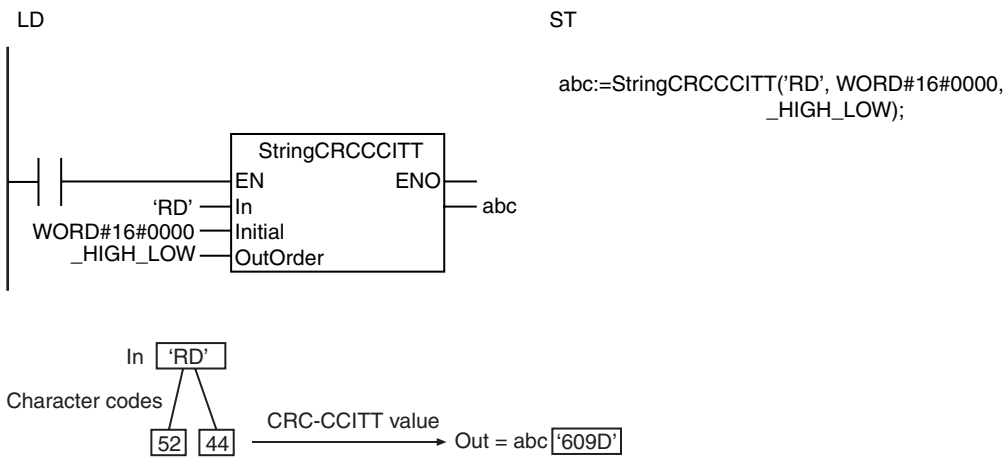 LD
ST
abc:=StringCRCCCITT('RD', WORD#16#0000,
_HIGH_LOW);
StringCRCCCITT
EN ENO
'RD' In abc
WORD#16#0000 Initial
_HIGH_LOW OutOrder
In 'RD'
Character codes
CRC-CCITT value
52 44 Out = abc '609D'